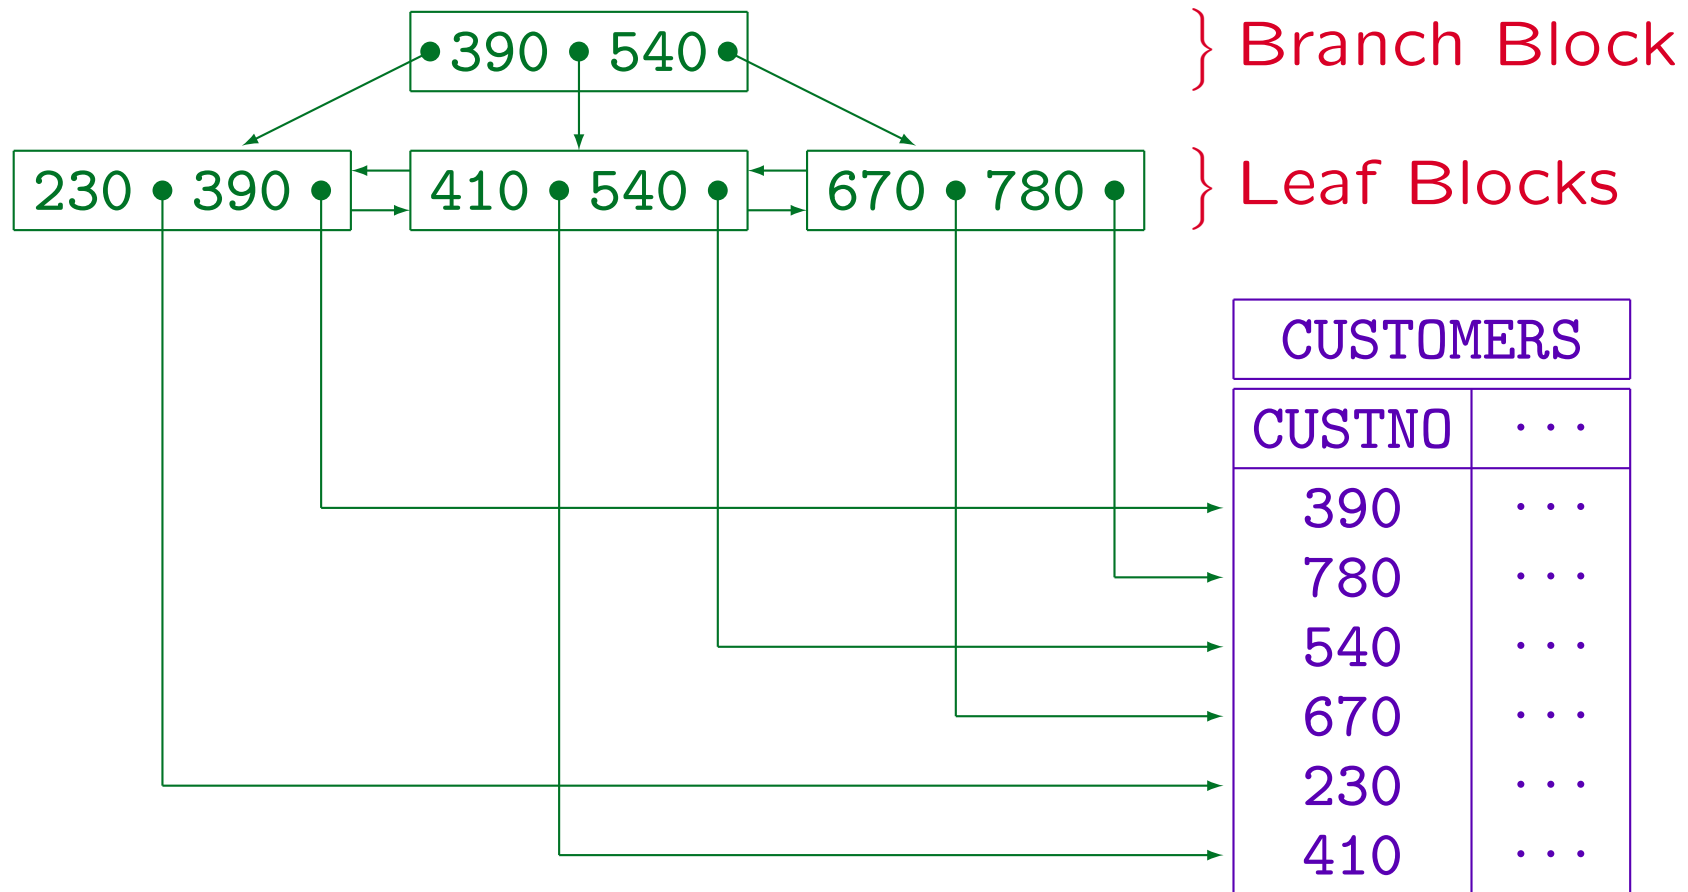 390 540 Branch Block
230 390 410 540 670 780 Leaf Blocks
CUSTOMERS
CUSTNO ···
390 ···
780 ···
540 ···
670 ···
230 ···
410 ···